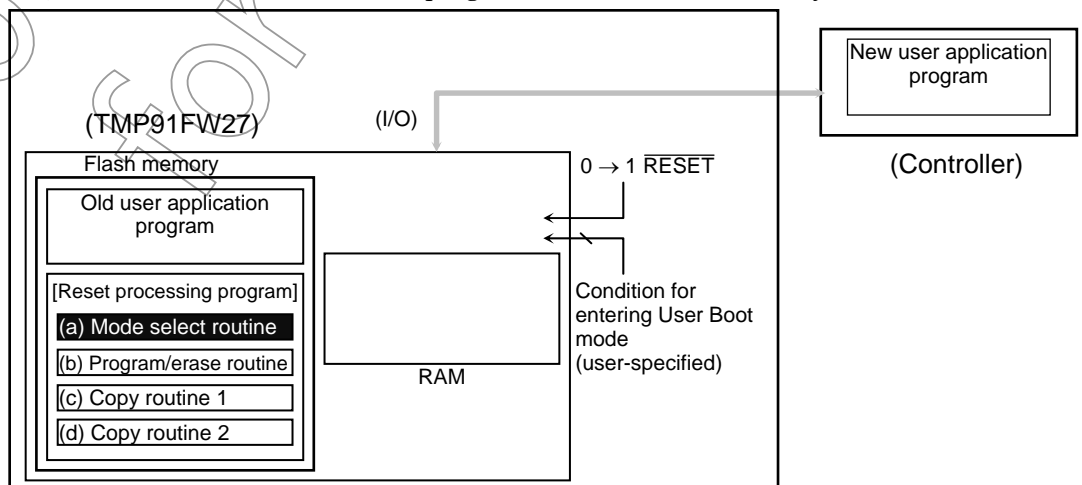 New user application
program
(Controller)
(TMP91FW27)
(I/O)
Flash memory
Old user application
program
[Reset processing program]
(a) Mode select routine
(b) Program/erase routine
(c) Copy routine 1
(d) Copy routine 2
RAM
0 → 1 RESET
Condition for
entering User Boot
mode
(user-specified)
for